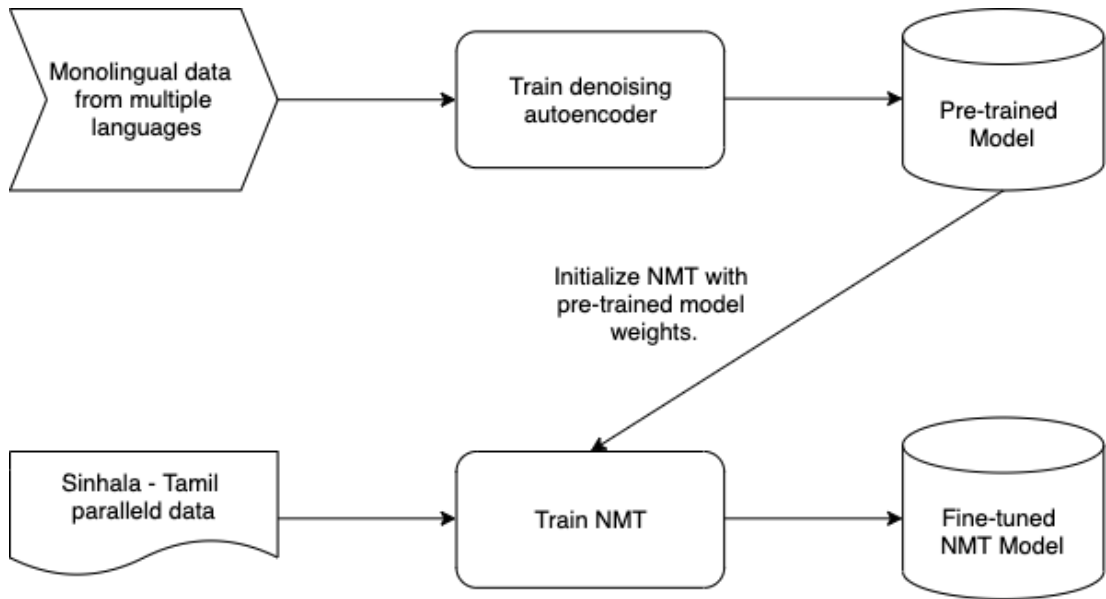 Monolingual data
from multiple
languages
Train denoising
autoencoder
Pre-trained
Model
Initialize NMT with
pre-trained model
weights.
Sinhala - Tamil
paralleld data
Train NMT
Fine-tuned
NMT Model